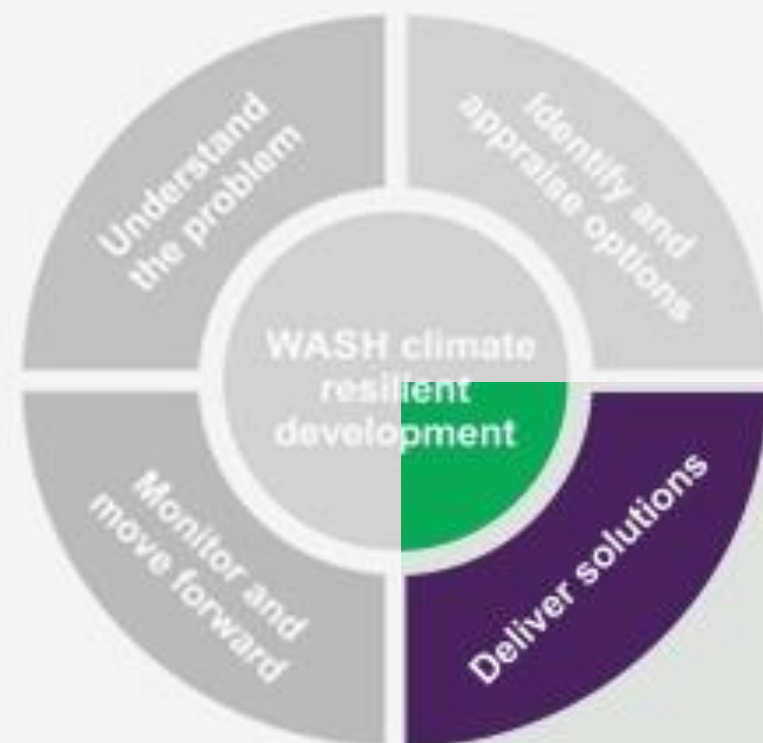 Understand
the problem
Identify and
appraise options
WASH climate
resilient
development
Monitor and
move forward
Deliver solutions